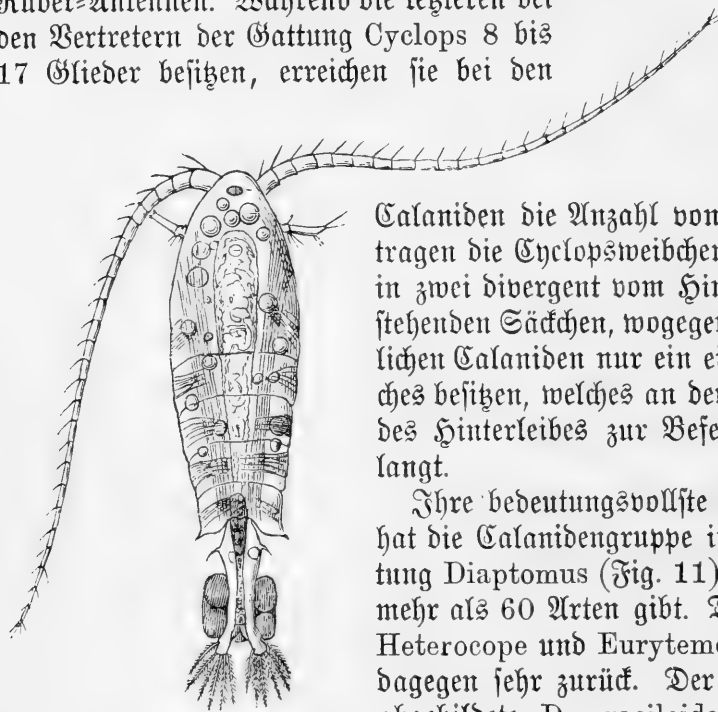 Ruder-Antennen. Während die letzteren bei
den Vertretern der Gattung Cyclops 8 bis
17 Glieder besitzen, erreichen sie bei den
Calaniden die Anzahl von
tragen die Cyclopsweibchen
in zwei divergent vom Hin
stehenden Säckchen, wogegen
lichen Calaniden nur ein ei
ches besitzen, welches an der
des Hinterleibes zur Befe
langt.
Ihre bedeutungsvollste
hat die Calanidengruppe i
tung Diaptomus (Fig. 11)
mehr als 60 Arten gibt.
Heterocope und Eurytemo
dagegen sehr zurück. Der